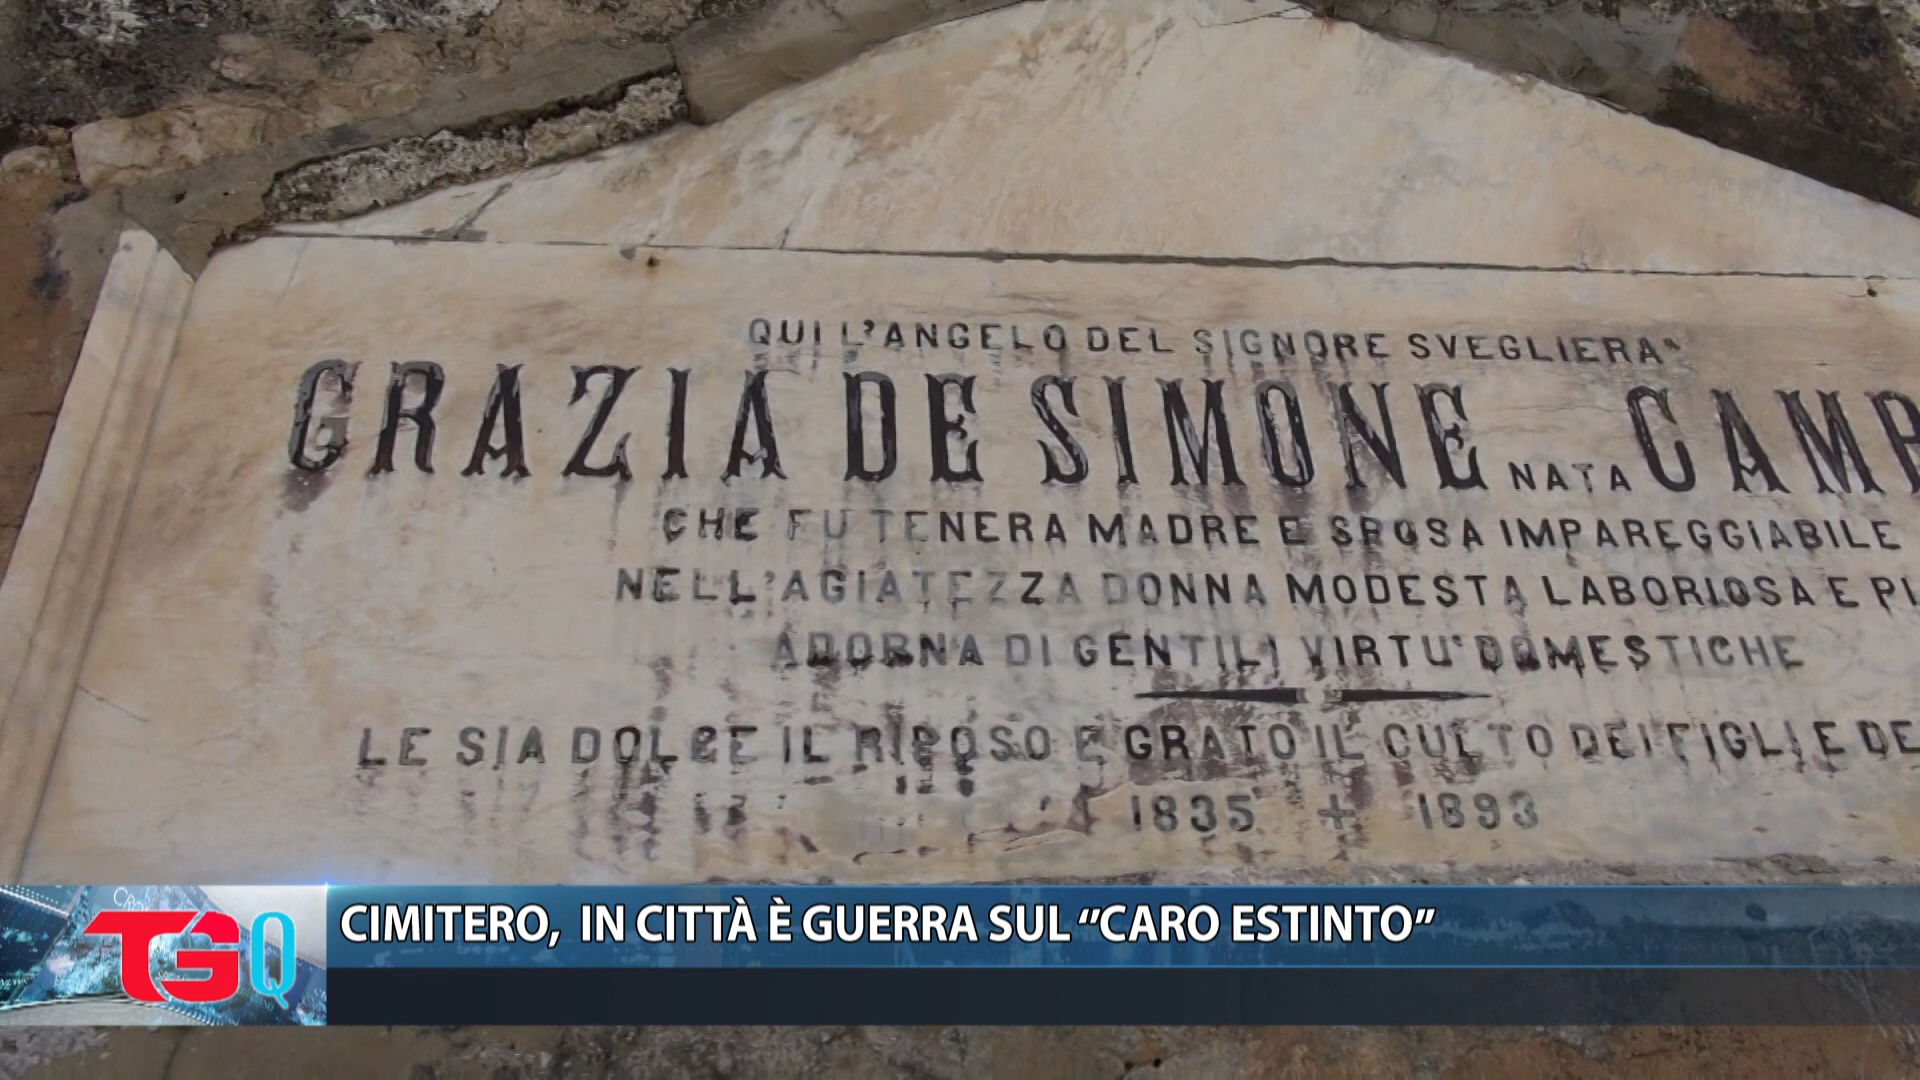 QUI L'ANGELO DEL SIGNORE SVEGLIERA'
GRAZIA DE SIMONE NATA CAMP
CHE FU TENERA MADRE E SPOSA IMPAREGGIABILE
NELL'AGIATEZZA DONNA MODESTA LABORIOSA E PI
ADORNA DI GENTILI VIRTU' DOMESTICHE
LE SIA DOLCE IL RIPOSO E GRATO IL CULTO DEI FIGLI E DE
1835 + 1893
TGQ
CIMITERO, IN CITTÀ È GUERRA SUL “CARO ESTINTO”